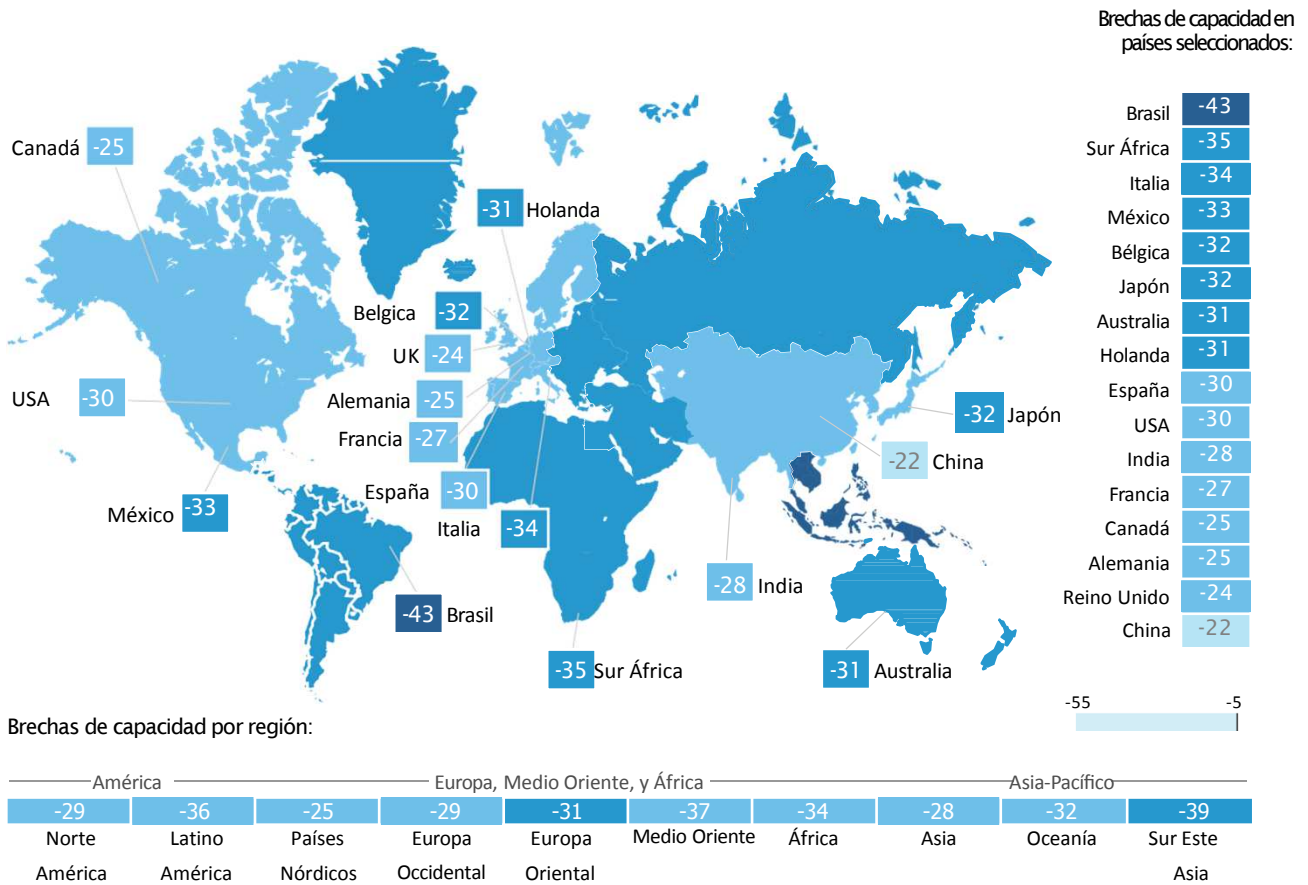 Brechas de capacidad en
países seleccionados:
Brasil -43
Sur África -35
Italia -34
México -33
Bélgica -32
Japón -32
Australia -31
Holanda -31
España -30
USA -30
India -28
Francia -27
Canadá -25
Alemania -25
Reino Unido -24
China -22
-55 -5
Canadá -25
-31 Holanda
Belgica -32
UK -24
USA -30
Alemania -25
Francia -27
-32 Japón
-22 China
España -30
México -33
Italia -34
-28 India
-43 Brasil
-35 Sur África
-31 Australia
Brechas de capacidad por región:
América Europa, Medio Oriente, y África Asia-Pacífico
-29 -36 -25 -29 -31 -37 -34 -28 -32 -39
Norte Latino Países Europa Europa Medio Oriente África Asia Oceanía Sur Este
América América Nórdicos Occidental Oriental Asia